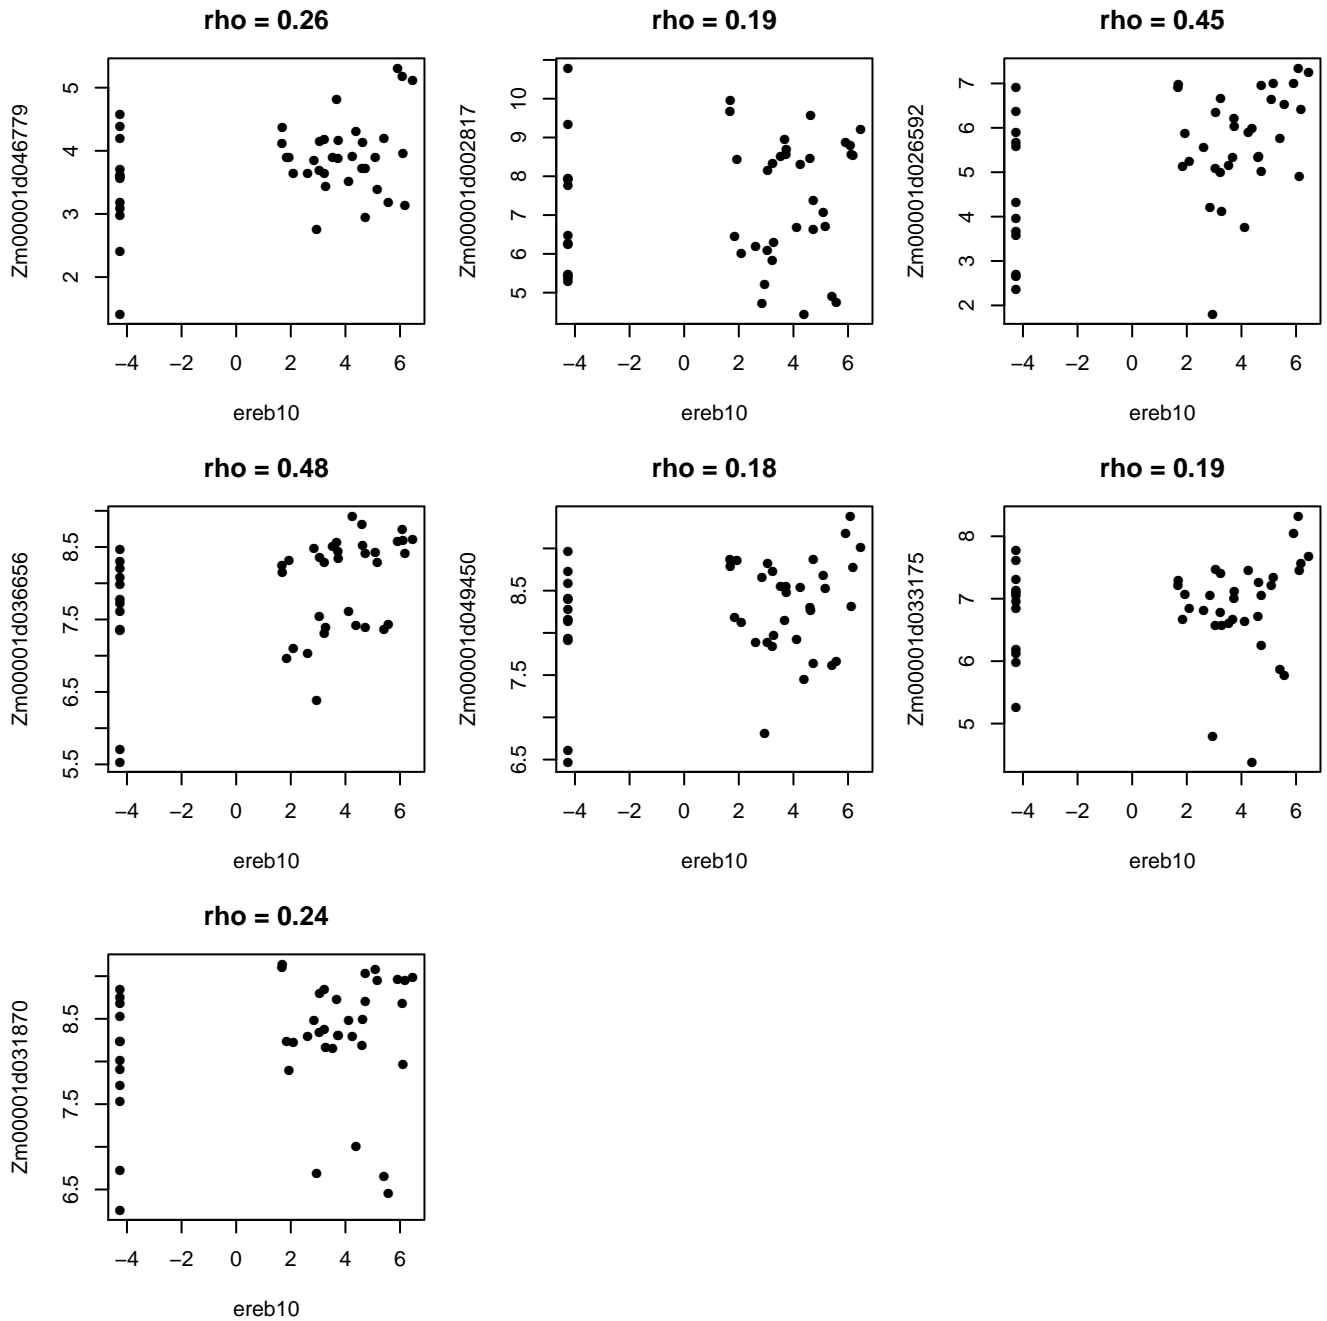 rho = 0.26
Zm00001d046779
5
4
3
2
−4 −2 0 2 4 6
ereb10
rho = 0.19
Zm00001d002817
10
9
8
7
6
5
−4 −2 0 2 4 6
ereb10
rho = 0.45
Zm00001d026592
7
6
5
4
3
2
−4 −2 0 2 4 6
ereb10
rho = 0.48
Zm00001d036656
8.5
7.5
6.5
5.5
−4 −2 0 2 4 6
ereb10
rho = 0.18
Zm00001d049450
8.5
7.5
6.5
−4 −2 0 2 4 6
ereb10
rho = 0.19
Zm00001d033175
8
7
6
5
−4 −2 0 2 4 6
ereb10
rho = 0.24
Zm00001d031870
8.5
7.5
6.5
−4 −2 0 2 4 6
ereb10